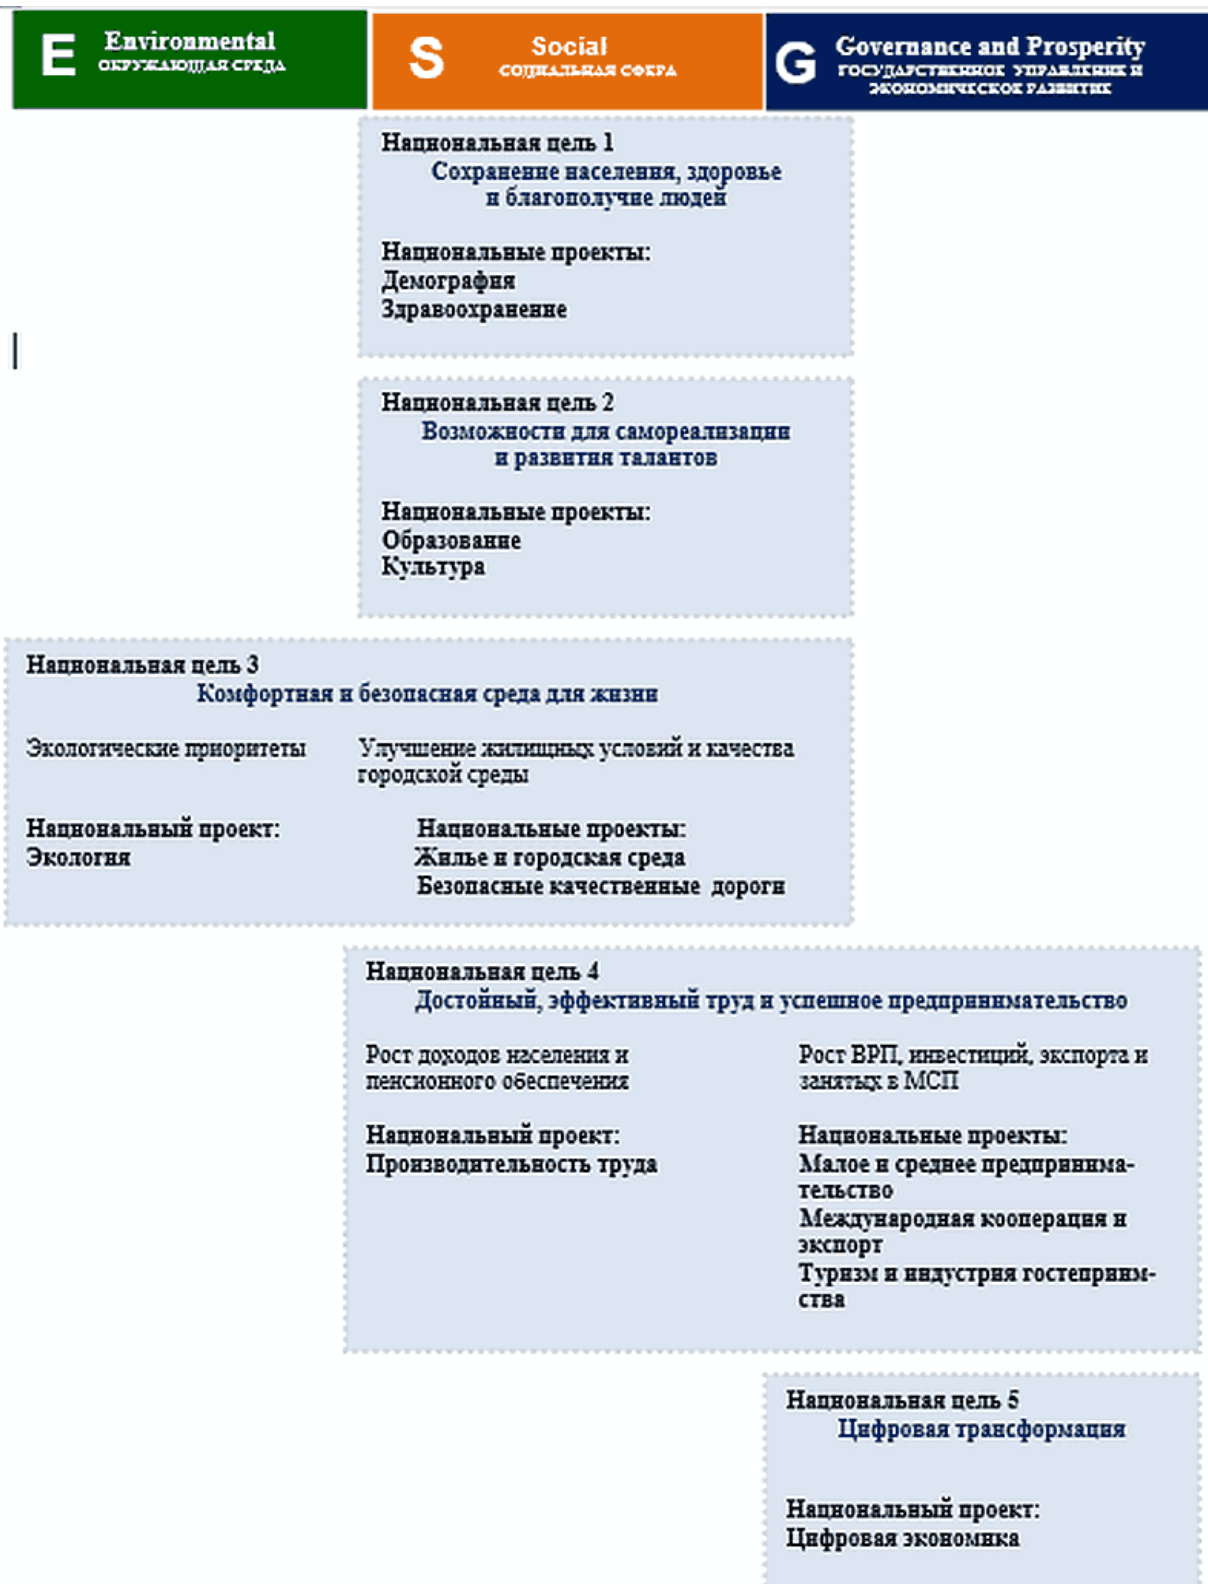 E
Environmental
ОКРУЖАЮЩАЯ СРЕДА
S
Social
СОЦИАЛЬНАЯ СФЕРА
G
Governance and Prosperity
ГОСУДАРСТВЕННОЕ УПРАВЛЕНИЕ И
ЭКОНОМИЧЕСКОЕ РАЗВИТИЕ
Национальная цель 1
Сохранение населения, здоровье
и благополучие людей
Национальные проекты:
Демография
Здравоохранение
Национальная цель 2
Возможности для самореализации
и развития талантов
Национальные проекты:
Образование
Культура
Национальная цель 3
Комфортная и безопасная среда для жизни
Экологические приоритеты
Улучшение жилищных условий и качества
городской среды
Национальный проект:
Экология
Национальные проекты:
Жилье и городская среда
Безопасные качественные дороги
Национальная цель 4
Достойный, эффективный труд и успешное предпринимательство
Рост доходов населения и
пенсионного обеспечения
Национальный проект:
Производительность труда
Рост ВРП, инвестиций, экспорта и
занятых в МСП
Национальные проекты:
Малое и среднее предпринима-
тельство
Международная кооперация и
экспорт
Туризм и индустрия гостеприим-
ства
Национальная цель 5
Цифровая трансформация
Национальный проект:
Цифровая экономика